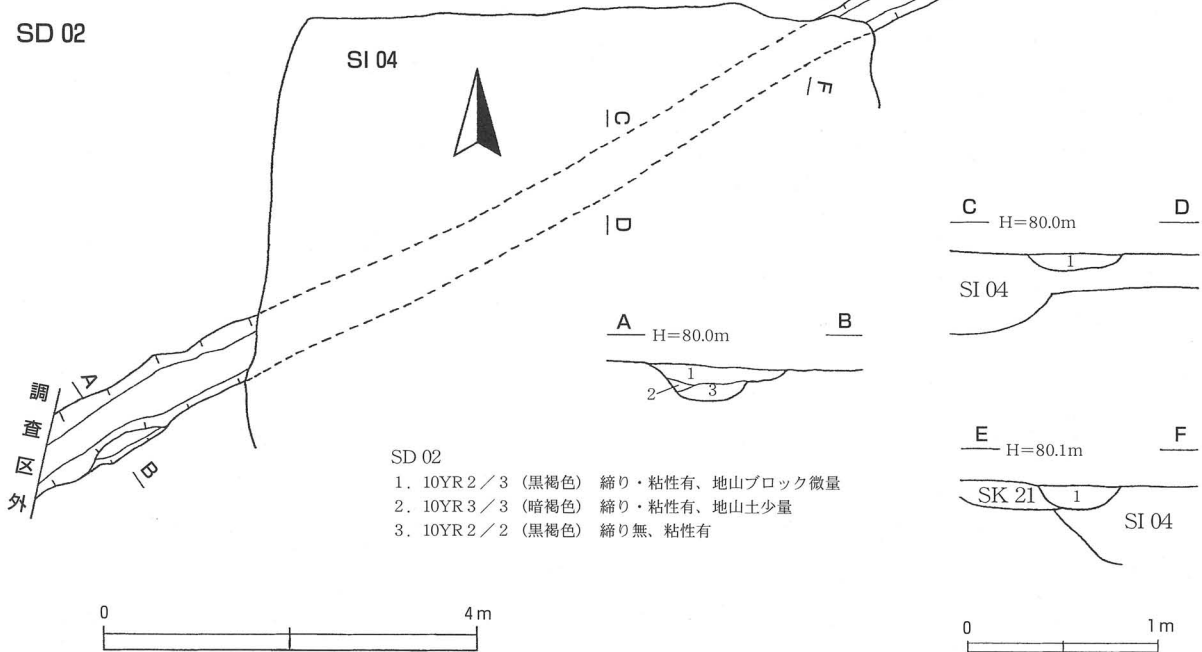 SD 02
SI 04
C
F
D
A
B
調査区外
C H=80.0m D
1
SI 04
A H=80.0m B
1
2 3
E H=80.1m F
SK 21 1
SI 04
SD 02
1. 10YR 2/3 (黒褐色) 締り・粘性有、地山ブロック微量
2. 10YR 3/3 (暗褐色) 締り・粘性有、地山土少量
3. 10YR 2/2 (黒褐色) 締り無、粘性有
0 4m
0 1m